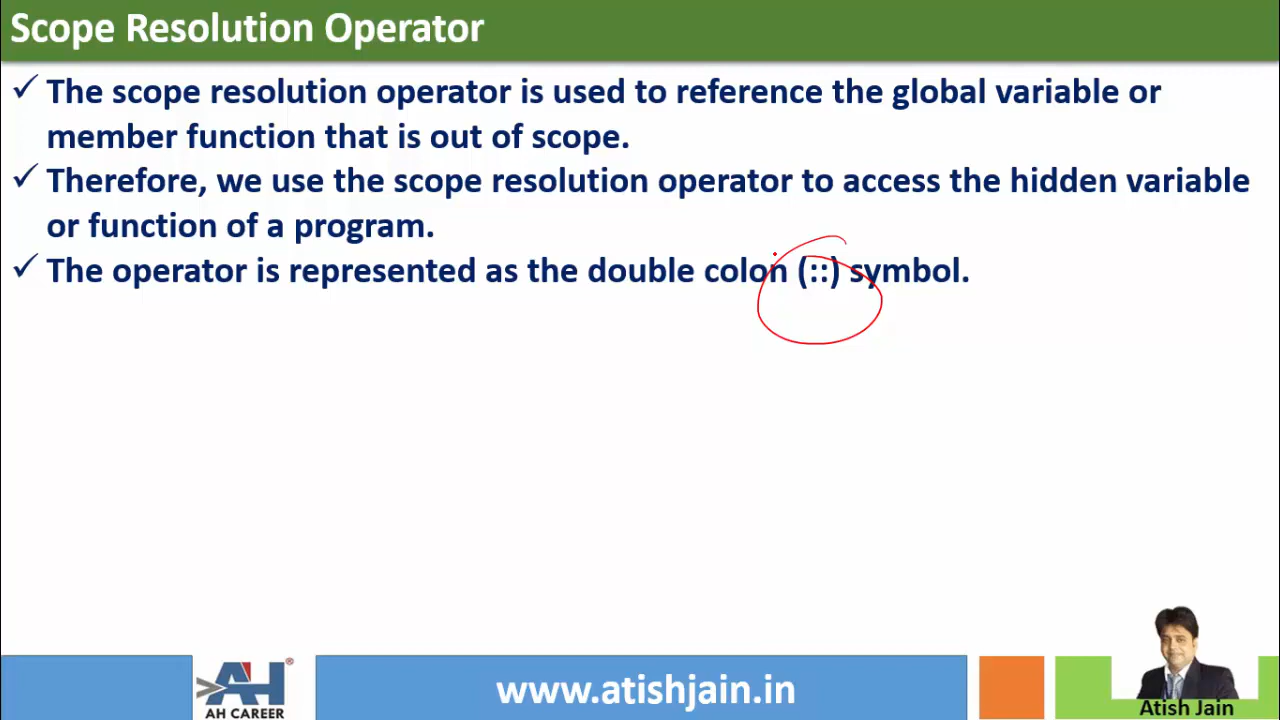 Scope Resolution Operator
✓ The scope resolution operator is used to reference the global variable or
member function that is out of scope.
✓ Therefore, we use the scope resolution operator to access the hidden variable
or function of a program.
✓ The operator is represented as the double colon (::) symbol.
AH
®
AH CAREER
www.atishjain.in
Atish Jain